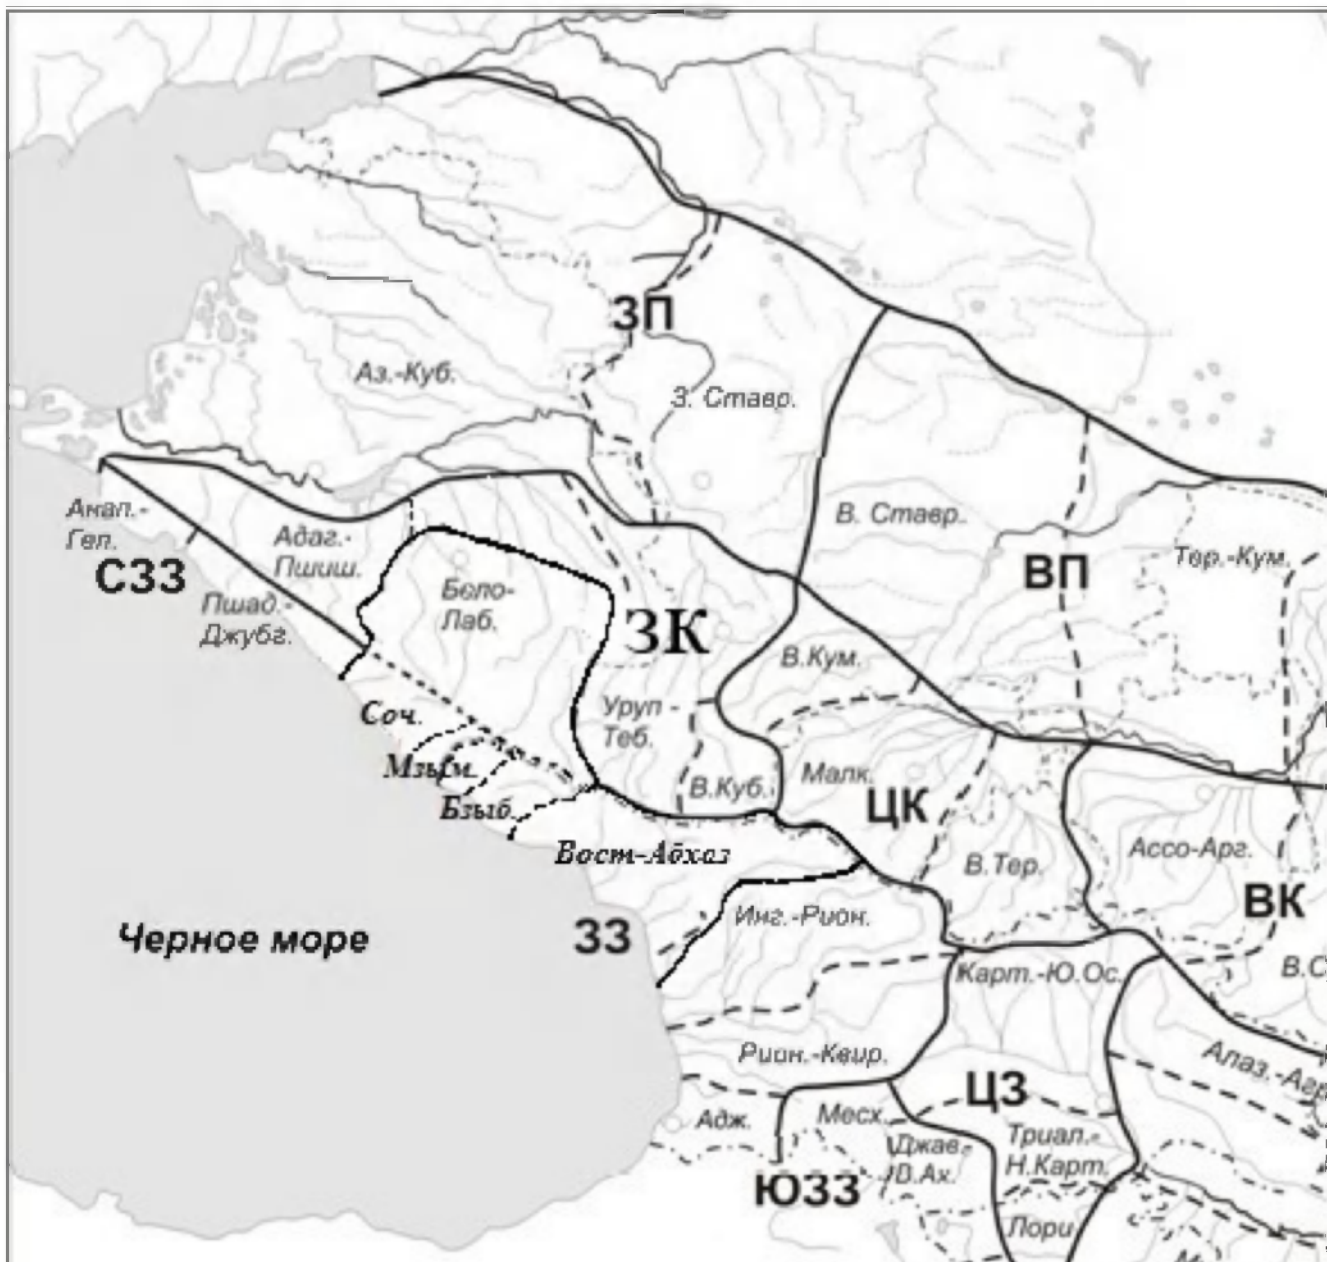 ЗП
Аз.-Куб.
З. Ставр.
Анап.-
Гел.
Адаг.-
Пшиш.
В. Ставр.
ВП
Тер.-Кум.
СЗЗ
Бело-
Лаб.
Пшад.-
Джубг.
ЗК
В.Кум.
Соч.
Уруп -
Теб.
Мзым.
В.Куб.
Малк.
ЦК
Бзыб.
Вост-Абхаз
В.Тер.
Ассо-Арг.
ВК
Черное море
ЗЗ
Инг.-Рион.
Карт.-Ю.Ос.
В.С
Рион.-Квир.
Алаз.-Агр
ЦЗ
Адж.
Месх.
Джав.-
В.Ах.
Триал.-
Н.Карт.
ЮЗЗ
Лори